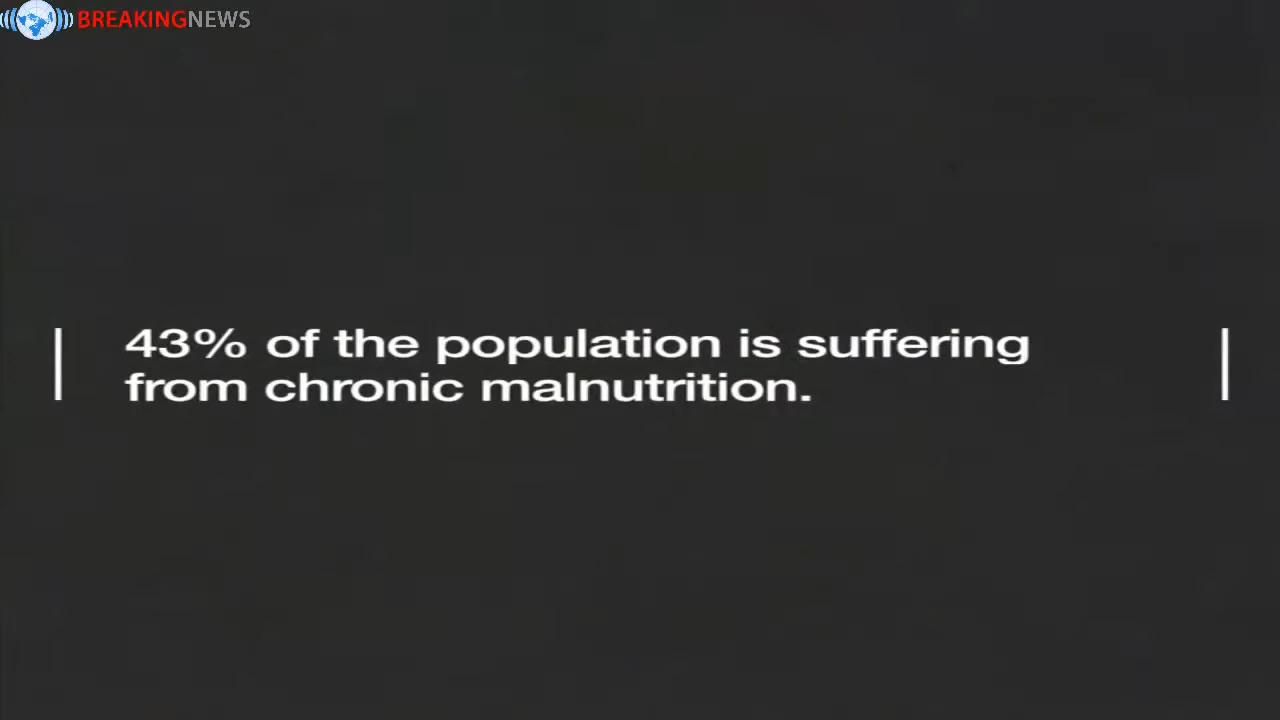 BREAKINGNEWS
43% of the population is suffering
from chronic malnutrition.